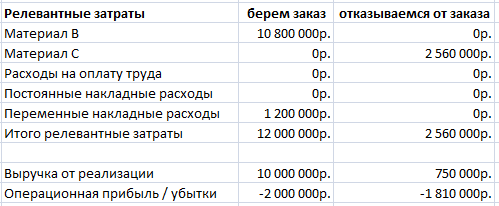 Релевантные затраты берем заказ отказываемся от заказа
Материал В 10 800 000р. 0р.
Материал С 0р. 2 560 000р.
Расходы на оплату труда 0р. 0р.
Постоянные накладные расходы 0р. 0р.
Переменные накладные расходы 1 200 000р. 0р.
Итого релевантные затраты 12 000 000р. 2 560 000р.
Выручка от реализации 10 000 000р. 750 000р.
Операционная прибыль / убытки -2 000 000р. -1 810 000р.